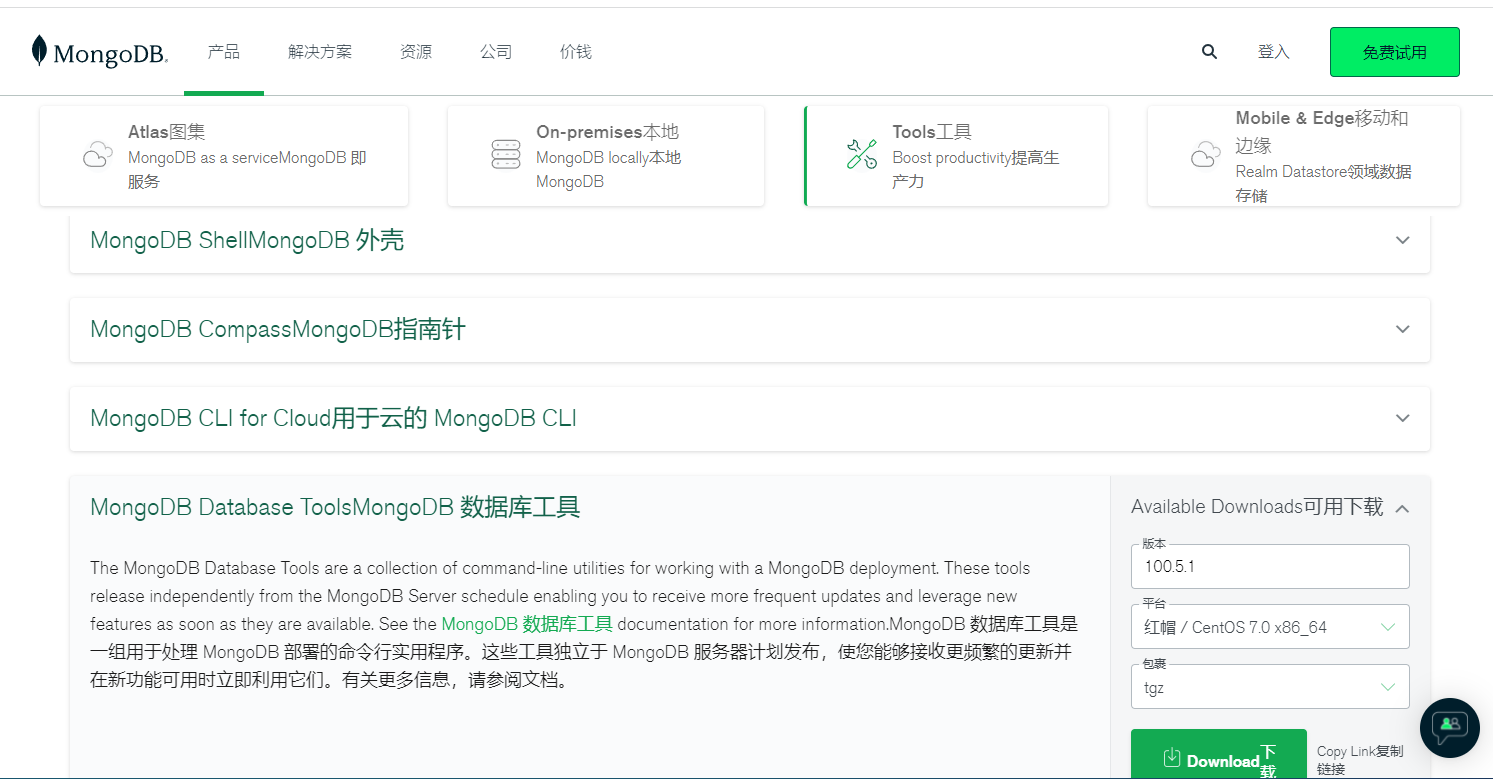 MongoDB. 产品 解决方案 资源 公司 价钱 登入 免费试用
Atlas图集
MongoDB as a serviceMongoDB 即
服务
On-premises本地
MongoDB locally本地
MongoDB
Tools工具
Boost productivity提高生
产力
Mobile & Edge移动和
边缘
Realm Datastore领域数据
存储
MongoDB ShellMongoDB 外壳
MongoDB CompassMongoDB指南针
MongoDB CLI for Cloud用于云的 MongoDB CLI
MongoDB Database ToolsMongoDB 数据库工具
The MongoDB Database Tools are a collection of command-line utilities for working with a MongoDB deployment. These tools
release independently from the MongoDB Server schedule enabling you to receive more frequent updates and leverage new
features as soon as they are available. See the MongoDB 数据库工具 documentation for more information.MongoDB 数据库工具是
一组用于处理 MongoDB 部署的命令行实用程序。这些工具独立于 MongoDB 服务器计划发布，使您能够接收更频繁的更新并
在新功能可用时立即利用它们。有关更多信息，请参阅文档。
Available Downloads可用下载
版本
100.5.1
平台
红帽 / CentOS 7.0 x86_64
包裹
tgz
Download下
载
Copy Link复制
链接